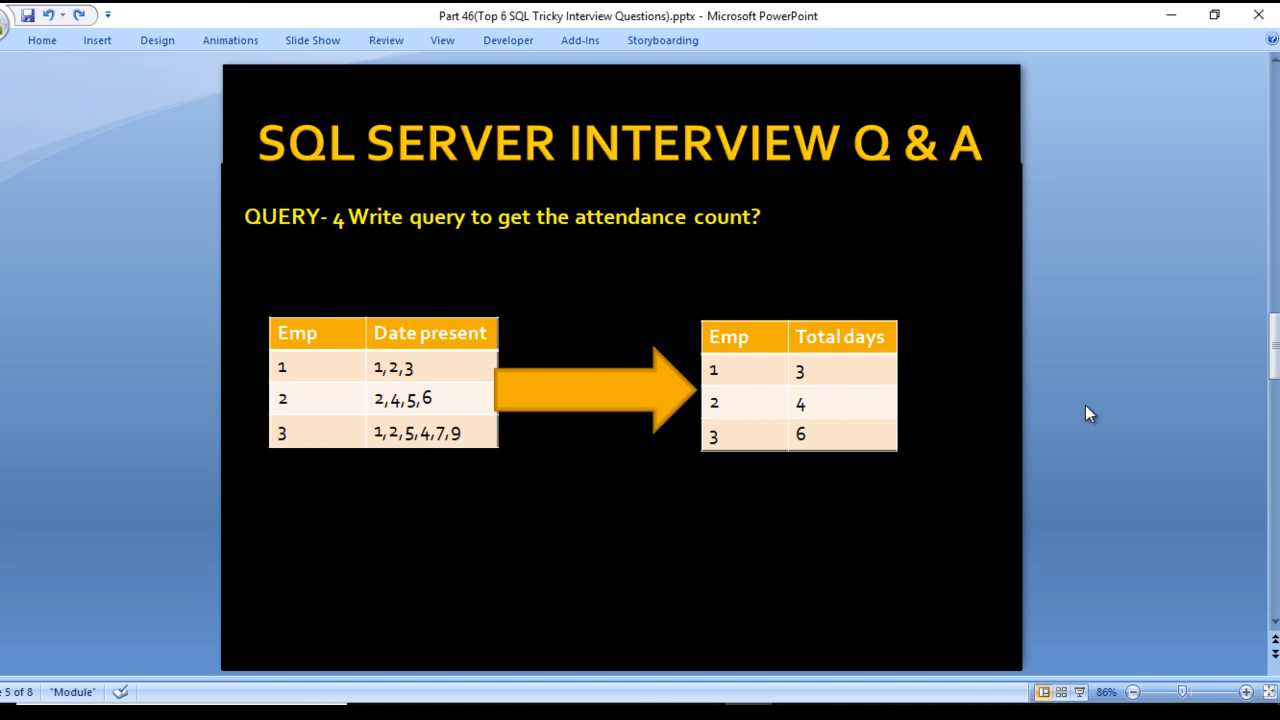 Part 46(Top 6 SQL Tricky Interview Questions).pptx - Microsoft PowerPoint
Home Insert Design Animations Slide Show Review View Developer Add-Ins Storyboarding
SQL SERVER INTERVIEW Q & A
QUERY- 4 Write query to get the attendance count?
Emp Date present
1 1,2,3
2 2,4,5,6
3 1,2,5,4,7,9
Emp Total days
1 3
2 4
3 6
5 of 8 "Module" 86%